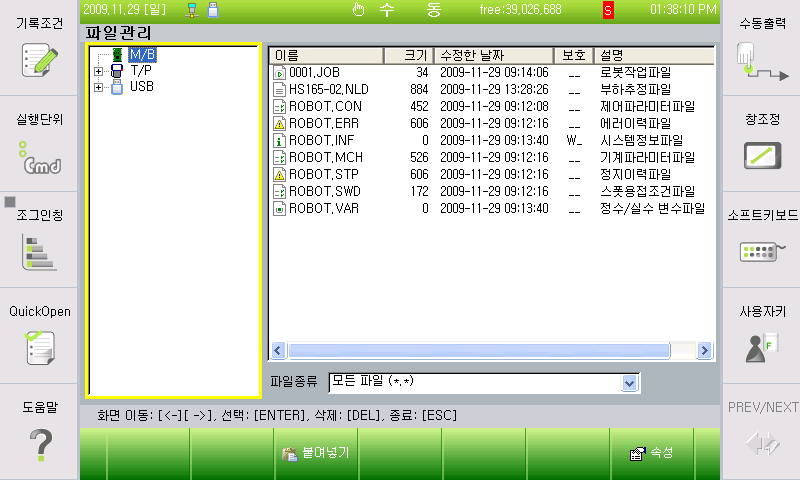 2009.11.29 [일] 수 동 free:39,026,688 S 01:38:10 PM
파일관리
기록조건
실행단위
Cmd
조그인칭
QuickOpen
도움말
?
M/B
T/P
USB
이름 크기 수정한 날짜 보호 설명
0001.JOB 34 2009-11-29 09:14:06 __ 로봇작업파일
HS165-02.NLD 884 2009-11-29 13:28:26 __ 부하추정파일
ROBOT.CON 452 2009-11-29 09:12:08 __ 제어파라미터파일
ROBOT.ERR 606 2009-11-29 09:12:16 __ 에러이력파일
ROBOT.INF 0 2009-11-29 09:13:40 W_ 시스템정보파일
ROBOT.MCH 526 2009-11-29 09:12:16 __ 기계파라미터파일
ROBOT.STP 606 2009-11-29 09:12:16 __ 정지이력파일
ROBOT.SWD 172 2009-11-29 09:12:16 __ 스폿용접조건파일
ROBOT.VAR 0 2009-11-29 09:13:40 __ 정수/실수 변수파일
파일종류 모든 파일 (*.*)
화면 이동: [<-][ ->], 선택: [ENTER], 삭제: [DEL], 종료: [ESC]
붙여넣기 속성
수동출력
창조정
소프트키보드
사용자키
F
PREV/NEXT